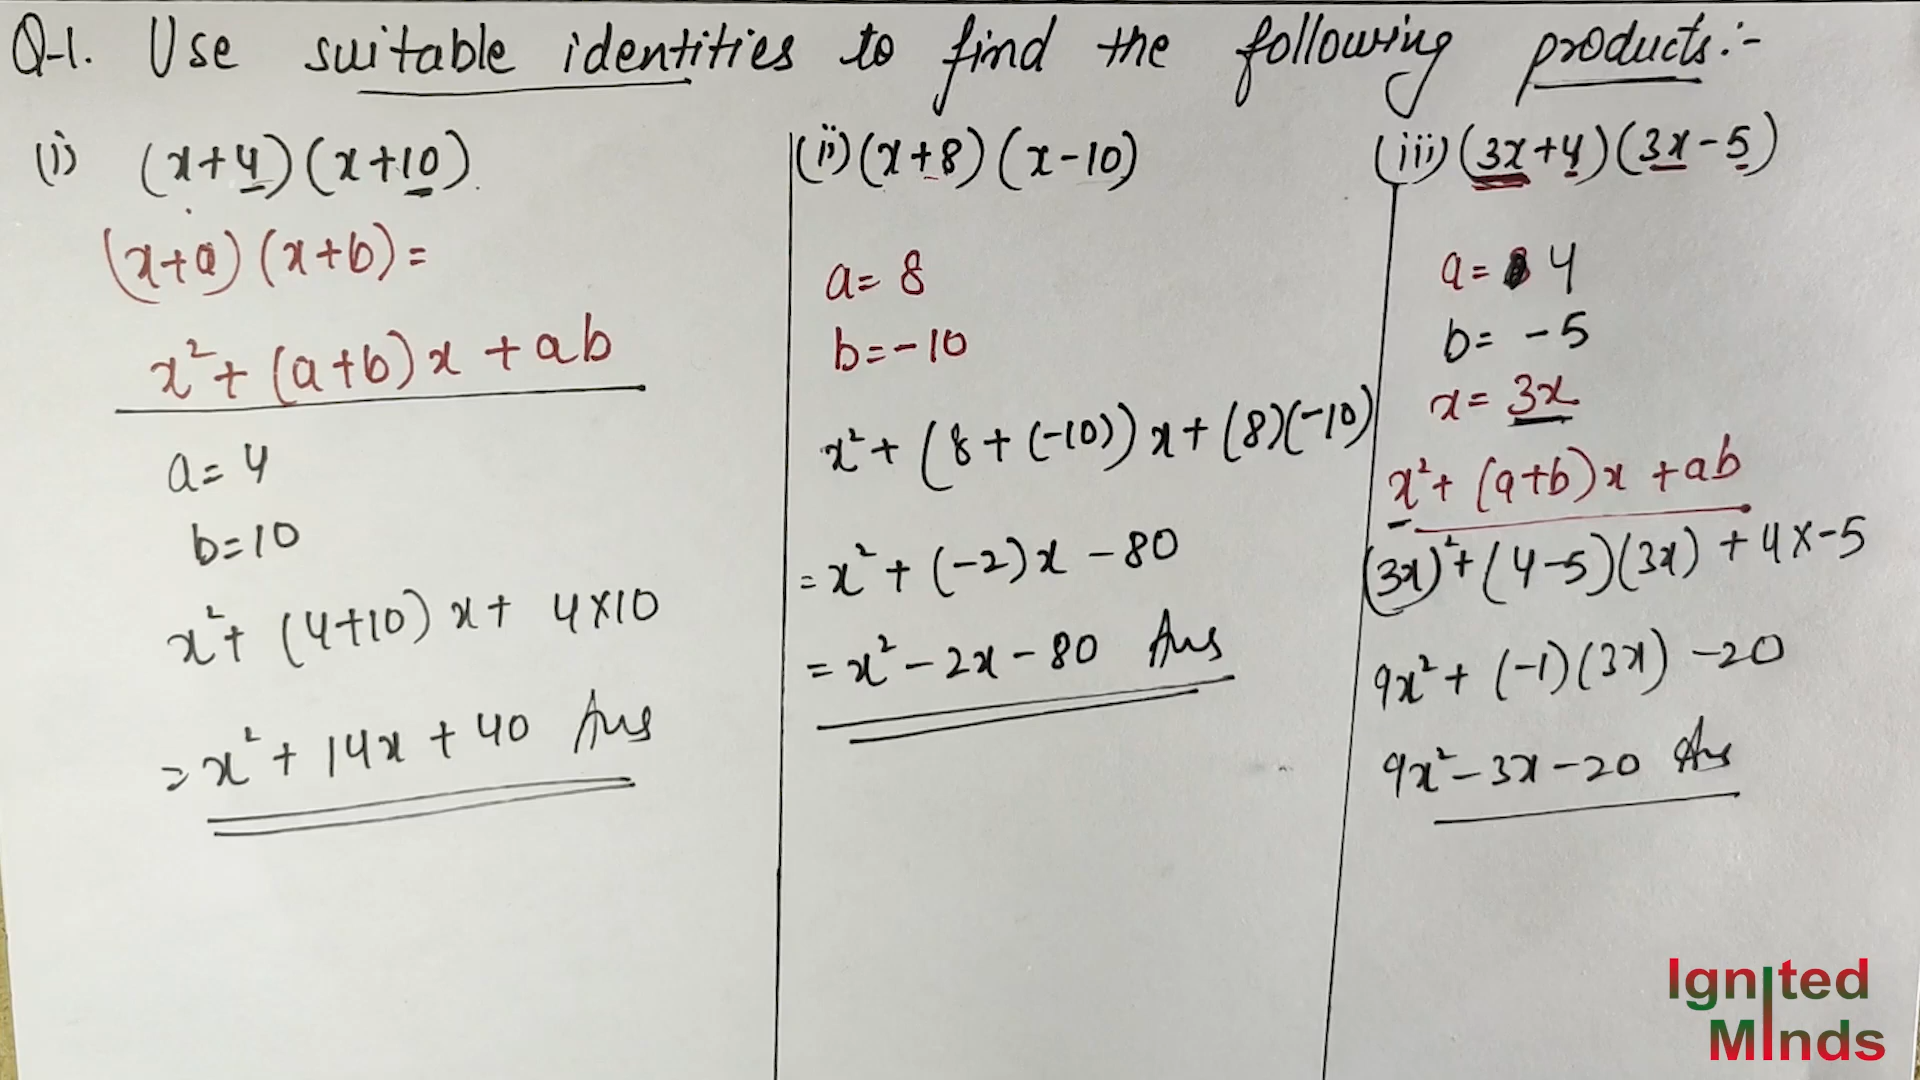 Q-1. Use suitable identities to find the following products:-
(i) (x+4)(x+10).
(x+a)(x+b)=
x²+(a+b)x+ab
a=4
b=10
x²+(4+10)x+ 4×10
=x²+14x+40 Ans
(ii)(x+8)(x-10)
a=8
b=-10
x²+(8+(-10))x+(8)(-10)
=x²+(-2)x-80
=x²-2x-80 Ans
(iii)(3x+4)(3x-5)
a= 4
b= -5
x= 3x
x²+(a+b)x+ab
(3x)²+(4-5)(3x)+4×-5
9x²+(-1)(3x)-20
9x²-3x-20 Ans
Ignited
Minds